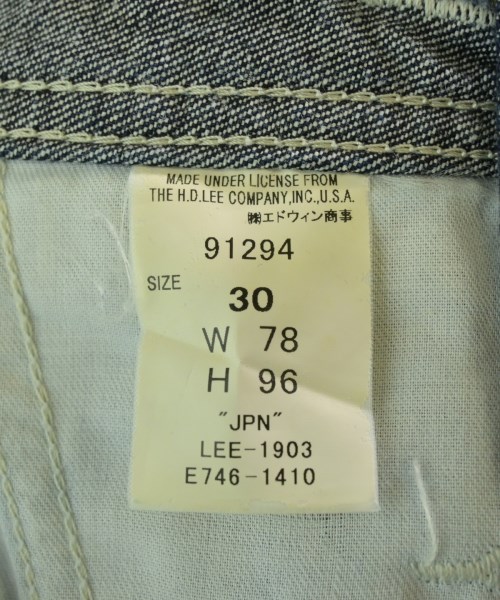 MADE UNDER LICENSE FROM
THE H.D.LEE COMPANY,INC.,U.S.A.
㈱エドウィン商事
91294
SIZE 30
W 78
H 96
"JPN"
LEE-1903
E746-1410